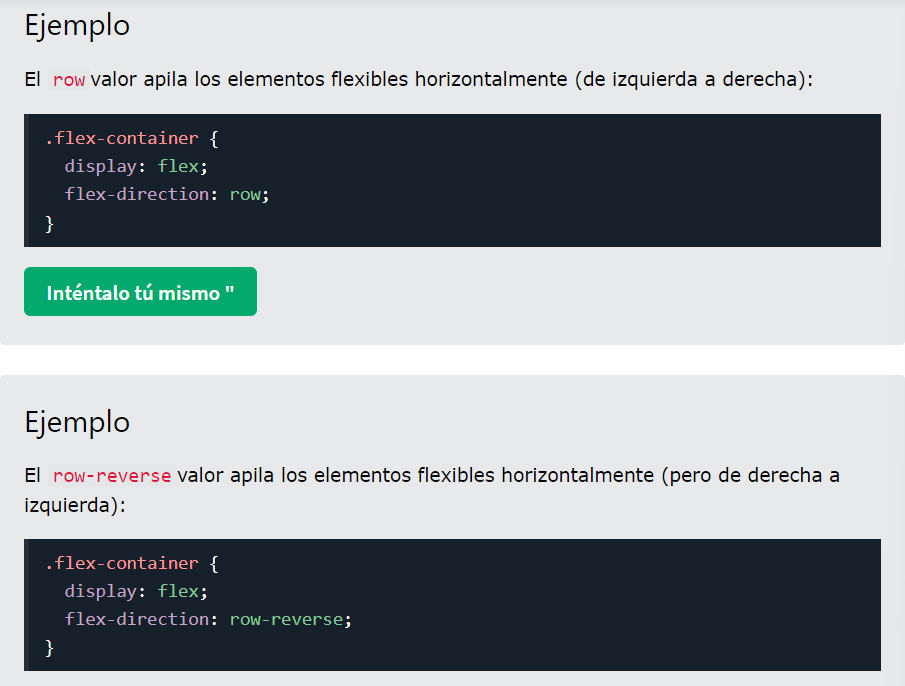 Ejemplo
El row valor apila los elementos flexibles horizontalmente (de izquierda a derecha):
.flex-container {
  display: flex;
  flex-direction: row;
}
Inténtalo tú mismo "
Ejemplo
El row-reverse valor apila los elementos flexibles horizontalmente (pero de derecha a
izquierda):
.flex-container {
  display: flex;
  flex-direction: row-reverse;
}